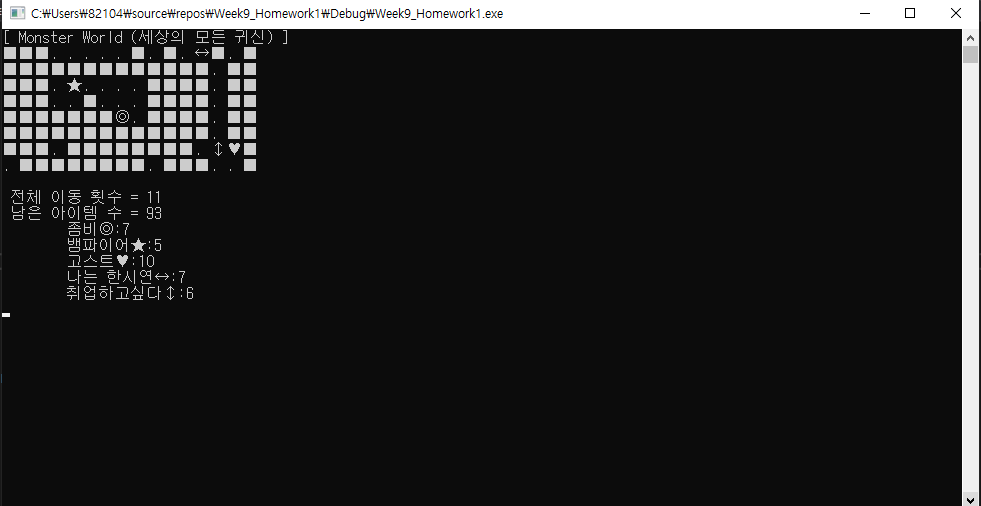 C:₩Users₩82104₩source₩repos₩Week9_Homework1₩Debug₩Week9_Homework1.exe
[ Monster World (세상의 모든 귀신) ]
■■■. . . . . ■. ■. ↔■. ■
■■■■■■■■■■■■■. ■■
■■■. ★. . . . ■■■■. ■■
■■■. . ■. . . ■■■■. ■■
■■■■■■■◎. ■■■■. ■■
■■■■■■■■■■■■■. ■■
■■■. ■■■■■■■■. ↕♥■
. ■■■■■■■■. ■■■. . ■
전체 이동 횟수 = 11
남은 아이템 수 = 93
좀비◎:7
뱀파이어★:5
고스트♥:10
나는 한시연↔:7
취업하고싶다↕:6